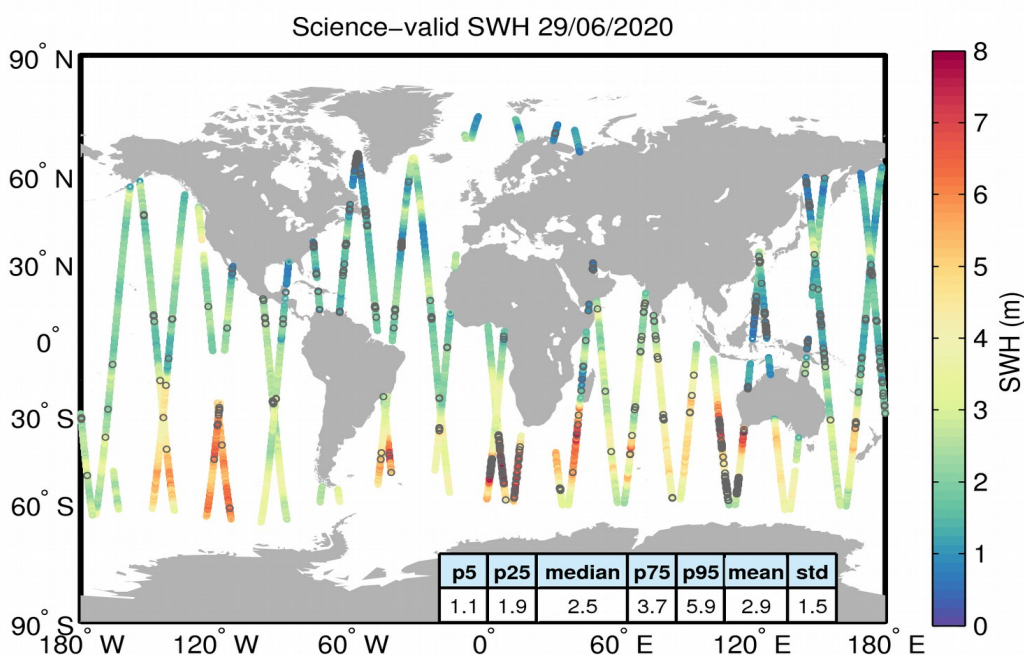 Science-valid SWH 29/06/2020
90° N
60° N
30° N
0°
30° S
60° S
90° S
180° W
120° W
60° W
0°
60° E
120° E
180° E
p5 p25 median p75 p95 mean std
1.1 1.9 2.5 3.7 5.9 2.9 1.5
8
7
6
5
4
3
2
1
0
SWH (m)